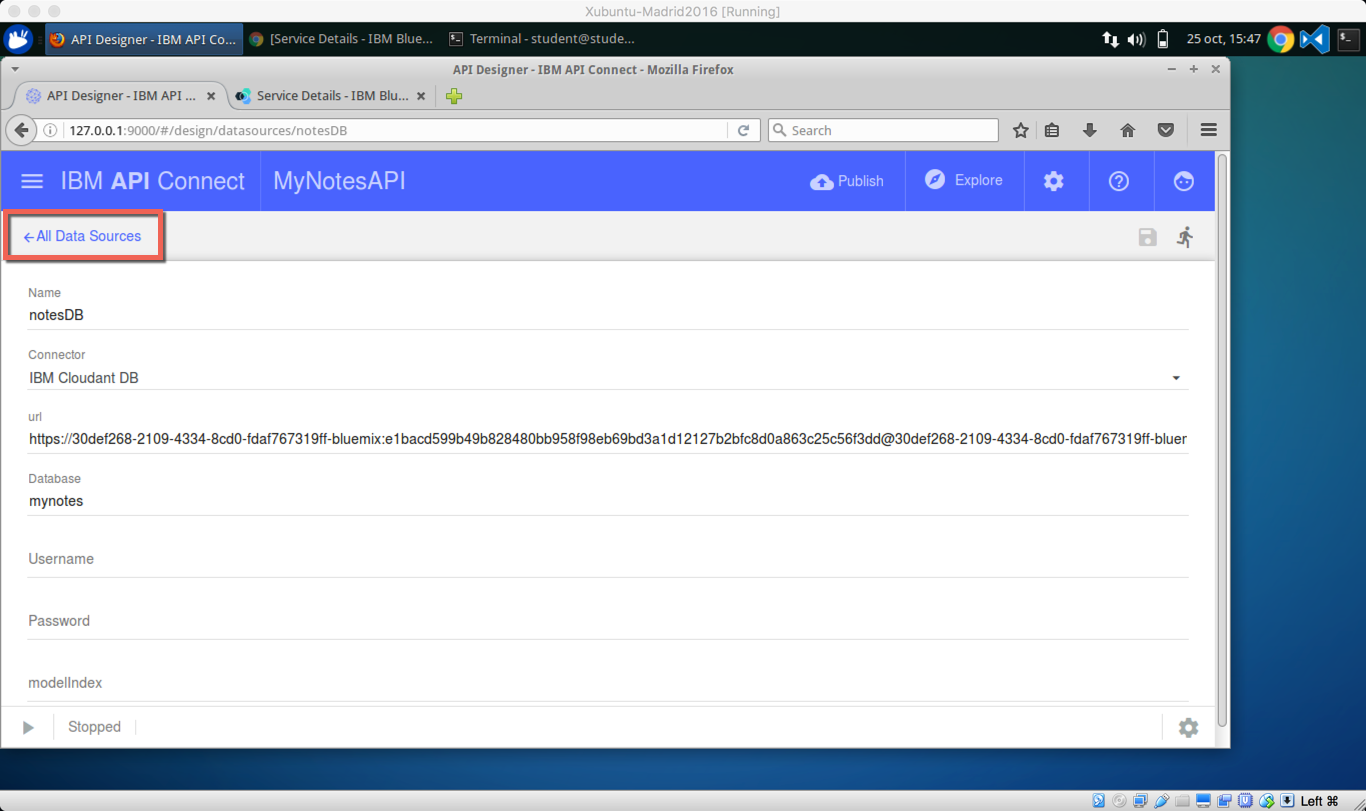 Xubuntu-Madrid2016 [Running]
API Designer - IBM API Co... [Service Details - IBM Blue... Terminal - student@stude... 25 oct, 15:47
API Designer - IBM API Connect - Mozilla Firefox
API Designer - IBM API ... Service Details - IBM Blu...
127.0.0.1:9000/#/design/datasources/notesDB Search
IBM API Connect MyNotesAPI Publish Explore
←All Data Sources
Name
notesDB
Connector
IBM Cloudant DB
url
https://30def268-2109-4334-8cd0-fdaf767319ff-bluemix:e1bacd599b49b828480bb958f98eb69bd3a1d12127b2bfc8d0a863c25c56f3dd@30def268-2109-4334-8cd0-fdaf767319ff-bluer
Database
mynotes
Username
Password
modelIndex
Stopped
Left ⌘